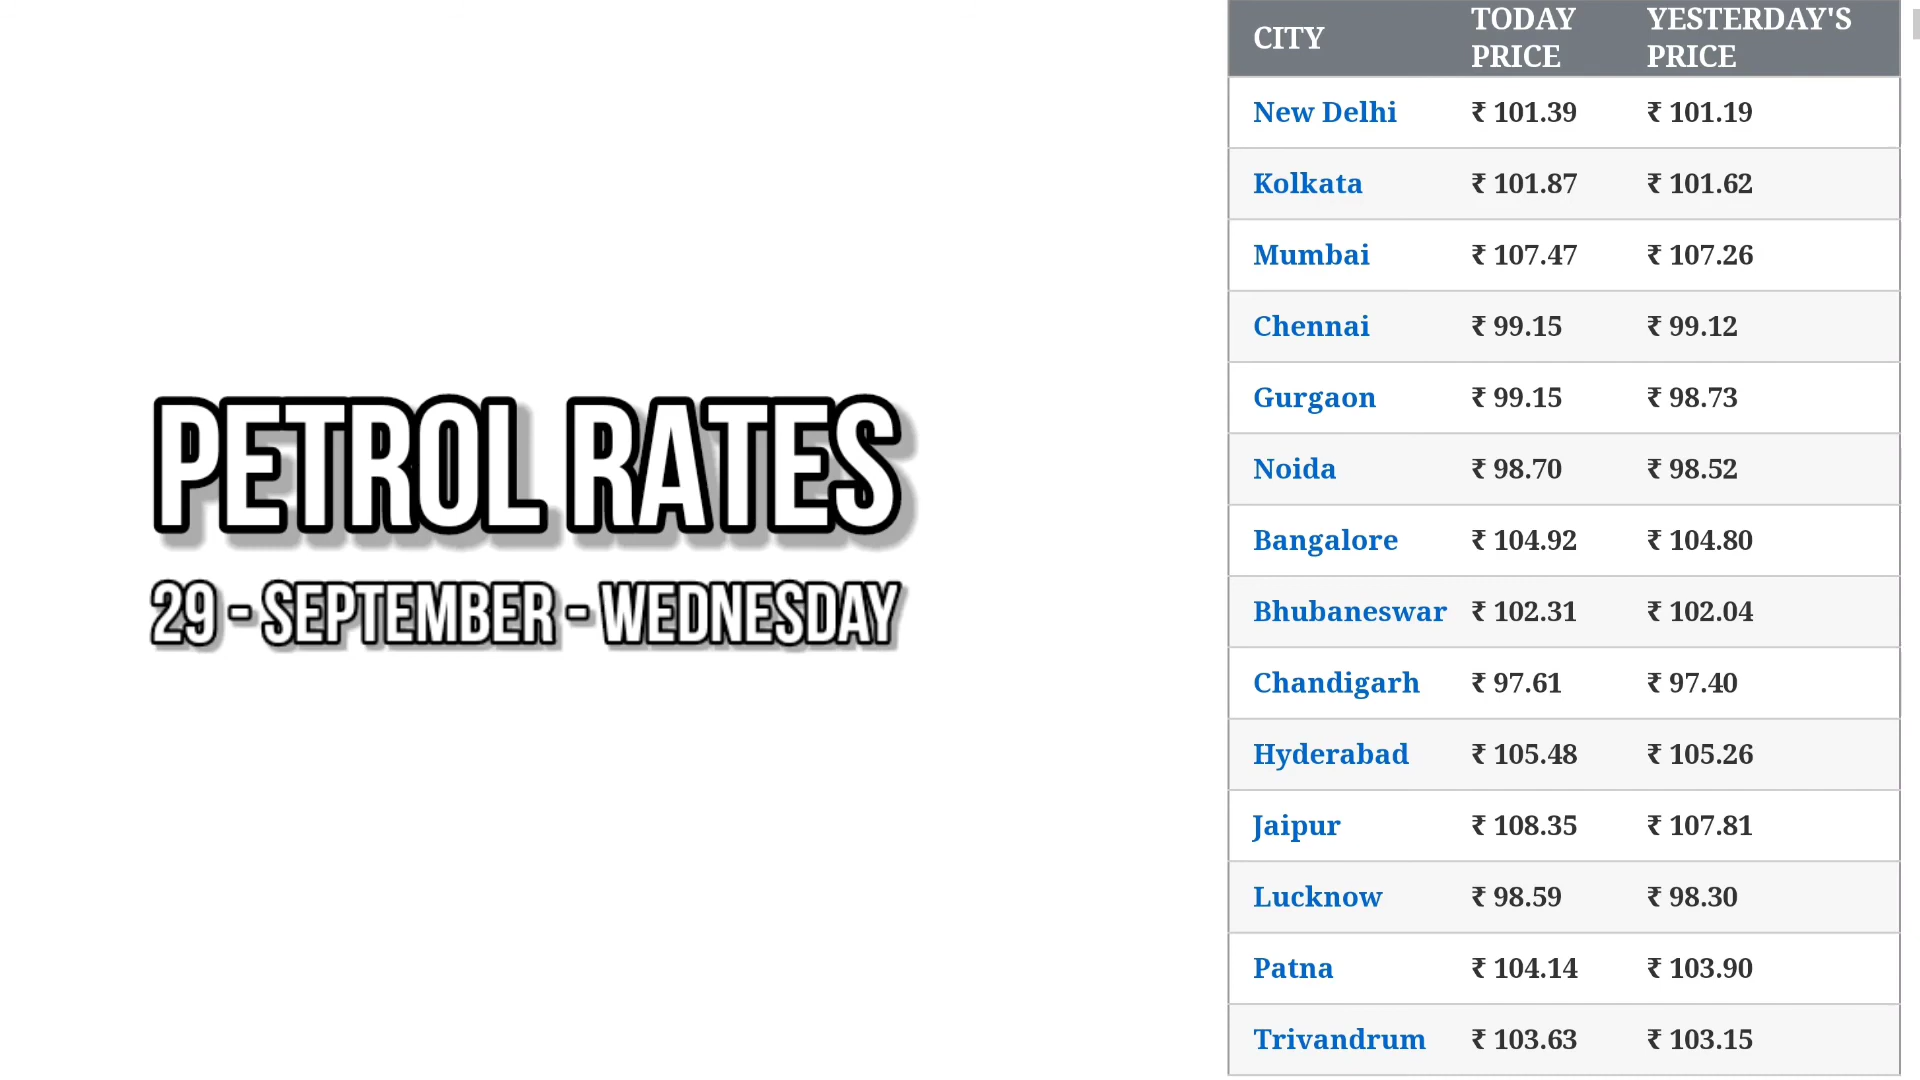 PETROL RATES
29 - SEPTEMBER - WEDNESDAY
CITY TODAY PRICE YESTERDAY'S PRICE
New Delhi ₹ 101.39 ₹ 101.19
Kolkata ₹ 101.87 ₹ 101.62
Mumbai ₹ 107.47 ₹ 107.26
Chennai ₹ 99.15 ₹ 99.12
Gurgaon ₹ 99.15 ₹ 98.73
Noida ₹ 98.70 ₹ 98.52
Bangalore ₹ 104.92 ₹ 104.80
Bhubaneswar ₹ 102.31 ₹ 102.04
Chandigarh ₹ 97.61 ₹ 97.40
Hyderabad ₹ 105.48 ₹ 105.26
Jaipur ₹ 108.35 ₹ 107.81
Lucknow ₹ 98.59 ₹ 98.30
Patna ₹ 104.14 ₹ 103.90
Trivandrum ₹ 103.63 ₹ 103.15